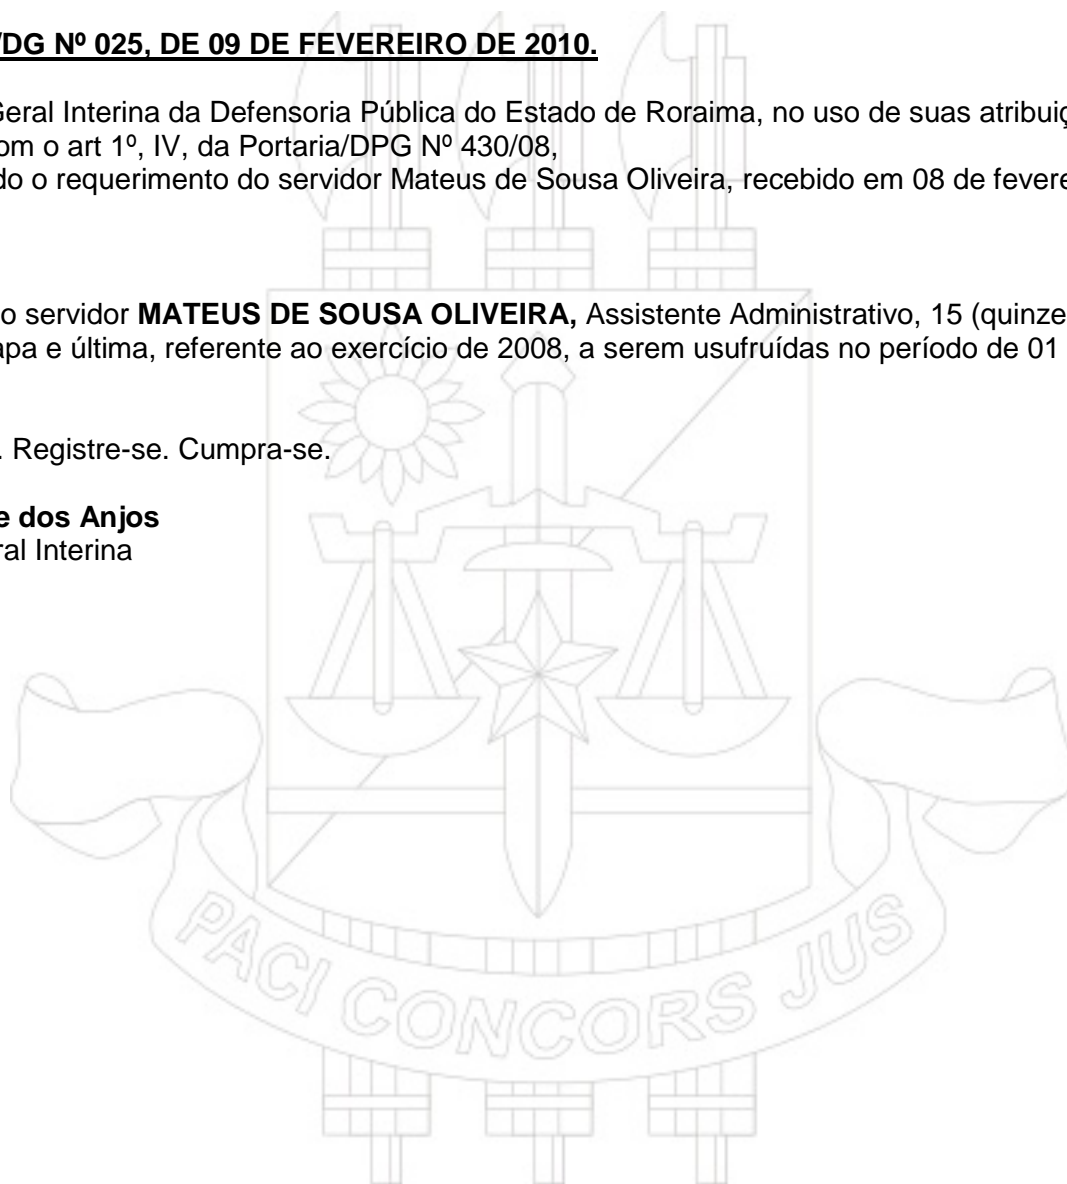 /DG Nº 025, DE 09 DE FEVEREIRO DE 2010.
Geral Interina da Defensoria Pública do Estado de Roraima, no uso de suas
om o art 1º, IV, da Portaria/DPG Nº 430/08,
do o requerimento do servidor Mateus de Sousa Oliveira, recebido em 08 de
o servidor MATEUS DE SOUSA OLIVEIRA, Assistente Administrativo, 15 (quinze
apa e última, referente ao exercício de 2008, a serem usufruídas no período de 01
. Registre-se. Cumpra-se.
e dos Anjos
ral Interina
PACI CONCORS JUS